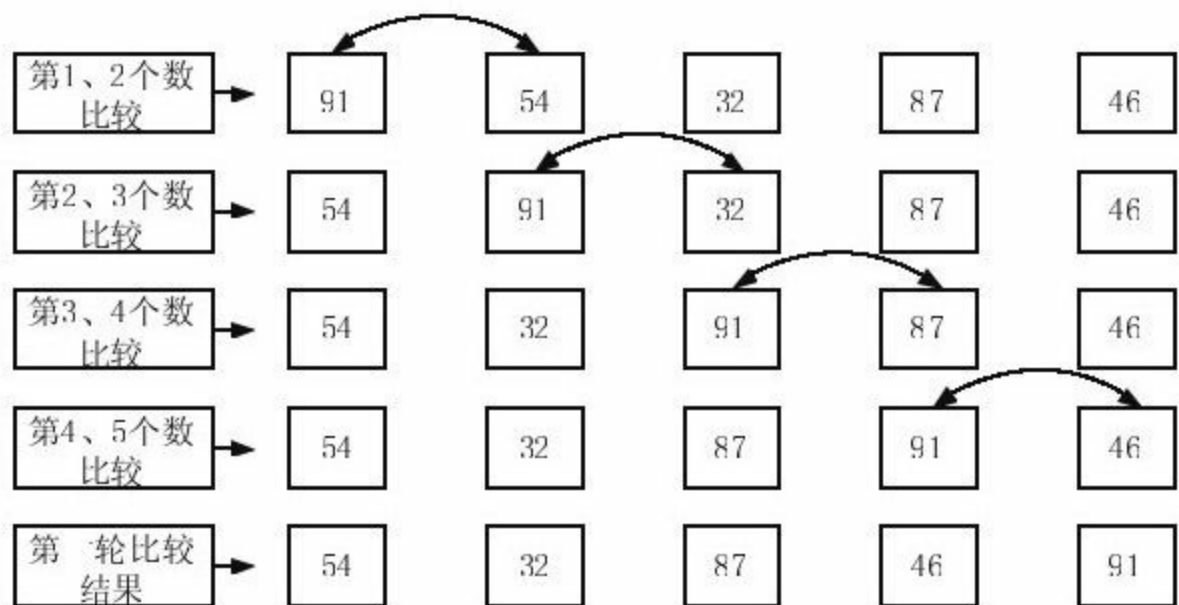 第1、2个数
比较
91 54 32 87 46
第2、3个数
比较
54 91 32 87 46
第3、4个数
比较
54 32 91 87 46
第4、5个数
比较
54 32 87 91 46
第 轮比较
结果
54 32 87 46 91